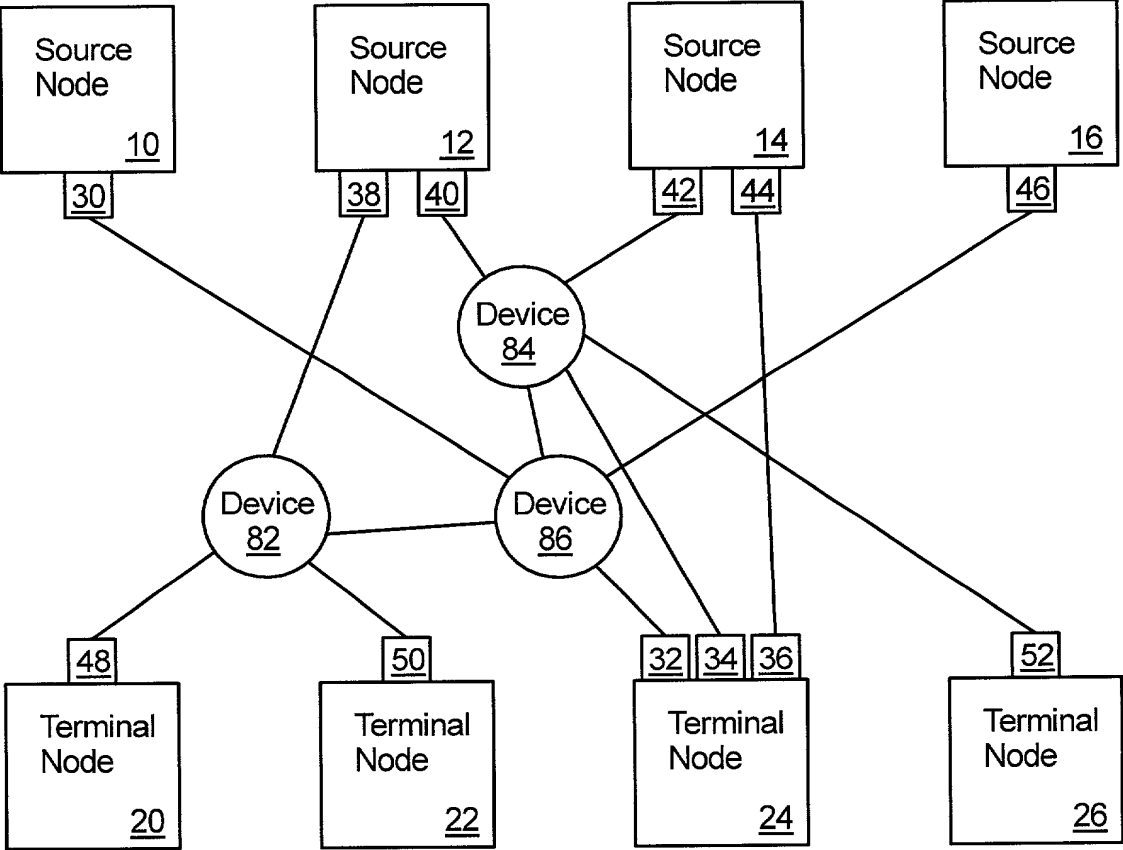 Source
Node
10
Source
Node
12
Source
Node
14
Source
Node
16
30
38
40
42
44
46
Device
84
Device
82
Device
86
48
50
32
34
36
52
Terminal
Node
20
Terminal
Node
22
Terminal
Node
24
Terminal
Node
26